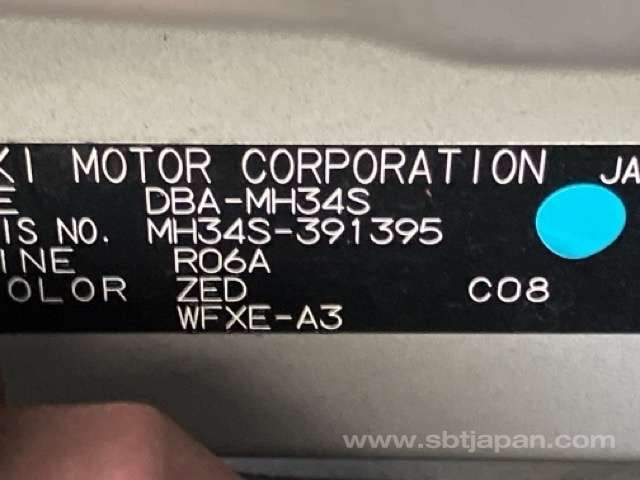 KI MOTOR CORPORATION JA
E DBA-MH34S
IS NO. MH34S-391395
INE R06A
COLOR ZED C08
WFXE-A3
www.sbtjapan.com